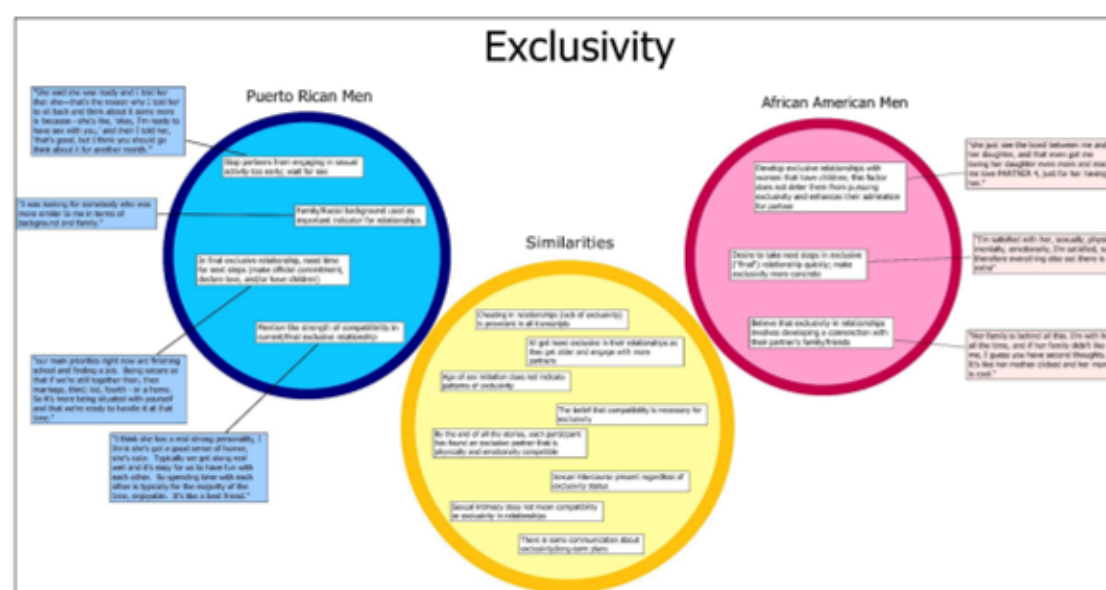 Exclusivity
Puerto Rican Men
African American Men
Similarities
"She said she was ready and I told her
that she—that's the reason why I told her
to sit back and think about it some more
is because—she's like, 'okay, I'm ready to
have sex with you,' and then I told her,
'that's good, but I think you should go
think about it for another month."
"I was looking for somebody who was
more similar to me in terms of
background and family."
"our main priorities right now are finishing
school and finding a job. Being secure so
that if we're still together then, then
marriage, third, kid, fourth - or a home.
So it's more being situated with yourself
and that we're ready to handle it at that
time."
"I think she has a real strong personality, I
think she's got a good sense of humor,
she's cute. Typically we get along real
well and it's easy for us to have fun with
each other. So spending time with each
other is typically for the majority of the
time, enjoyable. It's like a best friend."
Stop partners from engaging in sexual
activity too early; wait for sex
Family/Racial background used as
important indicator for relationships
In final exclusive relationship, need time
for next steps (make official commitment,
declare love, and/or have children)
Mention the strength of compatibility in
current/final exclusive relationship
Cheating in relationships (lack of exclusivity)
is prevalent in all transcripts
All get more exclusive in their relationships as
they get older and engage with more
partners
Age of sex initiation does not indicate
patterns of exclusivity
The belief that compatibility is necessary for
exclusivity
By the end of all the stories, each participant
has found an exclusive partner that is
physically and emotionally compatible
Sexual intercourse present regardless of
exclusivity status
Sexual intimacy does not mean compatibility
or exclusivity in relationships
There is some communication about
exclusivity/long-term plans
Develop exclusive relationships with
women that have children; this factor
does not deter them from pursuing
exclusivity and enhances their admiration
for partner
Desire to take next steps in exclusive
("final") relationship quickly; make
exclusivity more concrete
Believe that exclusivity in relationships
involves developing a connection with
their partner's family/friends
"she just see the bond between me and
her daughter, and that even got me
loving her daughter even more and
me love PARTNER 4, just for her having
her."
"I'm satisfied with her, sexually,
mentally, emotionally, I'm satisfied,
therefore everything else out there is
extra"
"Her family is behind all this, I'm with
all the time, and if her family didn't like
me, I guess you have second thoughts
It's like her mother clicked and her
is cool."